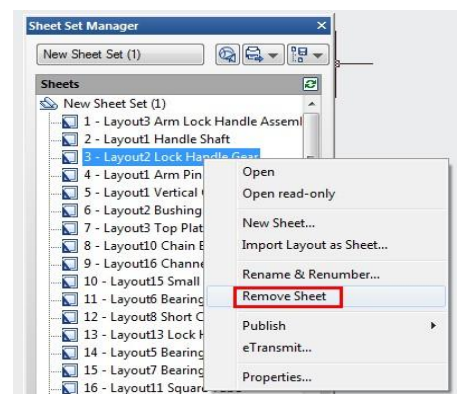 Sheet Set Manager
New Sheet Set (1)
Sheets
New Sheet Set (1)
1 - Layout3 Arm Lock Handle Assembl
2 - Layout1 Handle Shaft
3 - Layout2 Lock Handle Gear
4 - Layout1 Arm Pin
5 - Layout1 Vertical
6 - Layout2 Bushing
7 - Layout3 Top Plat
8 - Layout10 Chain
9 - Layout16 Channe
10 - Layout15 Small
11 - Layout6 Bearing
12 - Layout8 Short C
13 - Layout13 Lock
14 - Layout5 Bearing
15 - Layout7 Bearing
16 - Layout11 Square
Open
Open read-only
New Sheet...
Import Layout as Sheet...
Rename & Renumber...
Remove Sheet
Publish
eTransmit...
Properties...